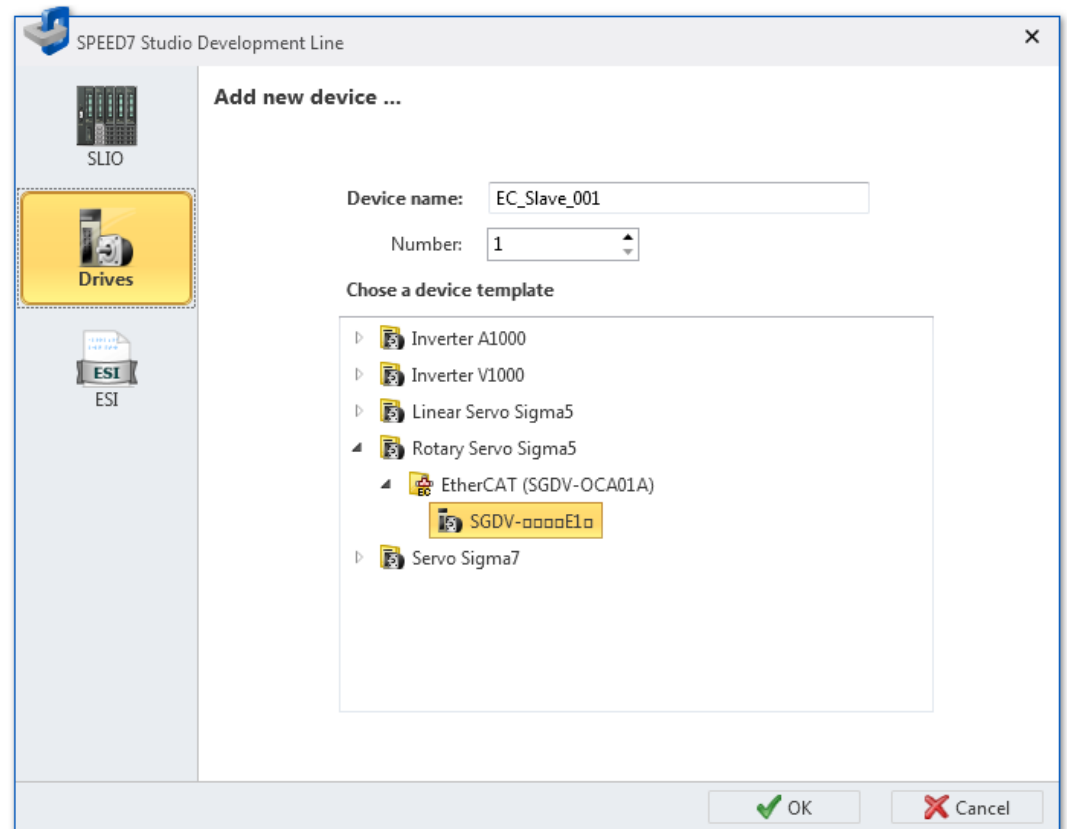 SPEED7 Studio Development Line
SLIO
Drives
ESI
ESI
Add new device ...
Device name: EC_Slave_001
Number: 1
Chose a device template
Inverter A1000
Inverter V1000
Linear Servo Sigma5
Rotary Servo Sigma5
EC
EtherCAT (SGDV-OCA01A)
SGDV-□□□□E1□
Servo Sigma7
OK
Cancel